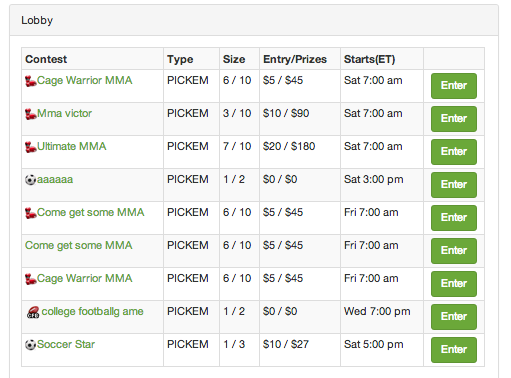 Lobby
Contest Type Size Entry/Prizes Starts(ET)
Cage Warrior MMA PICKEM 6 / 10 $5 / $45 Sat 7:00 am Enter
Mma victor PICKEM 3 / 10 $10 / $90 Sat 7:00 am Enter
Ultimate MMA PICKEM 7 / 10 $20 / $180 Sat 7:00 am Enter
aaaaaa PICKEM 1 / 2 $0 / $0 Sat 3:00 pm Enter
Come get some MMA PICKEM 6 / 10 $5 / $45 Fri 7:00 am Enter
Come get some MMA PICKEM 6 / 10 $5 / $45 Fri 7:00 am Enter
Cage Warrior MMA PICKEM 6 / 10 $5 / $45 Fri 7:00 am Enter
college footballg ame PICKEM 1 / 2 $0 / $0 Wed 7:00 pm Enter
Soccer Star PICKEM 1 / 3 $10 / $27 Sat 5:00 pm Enter